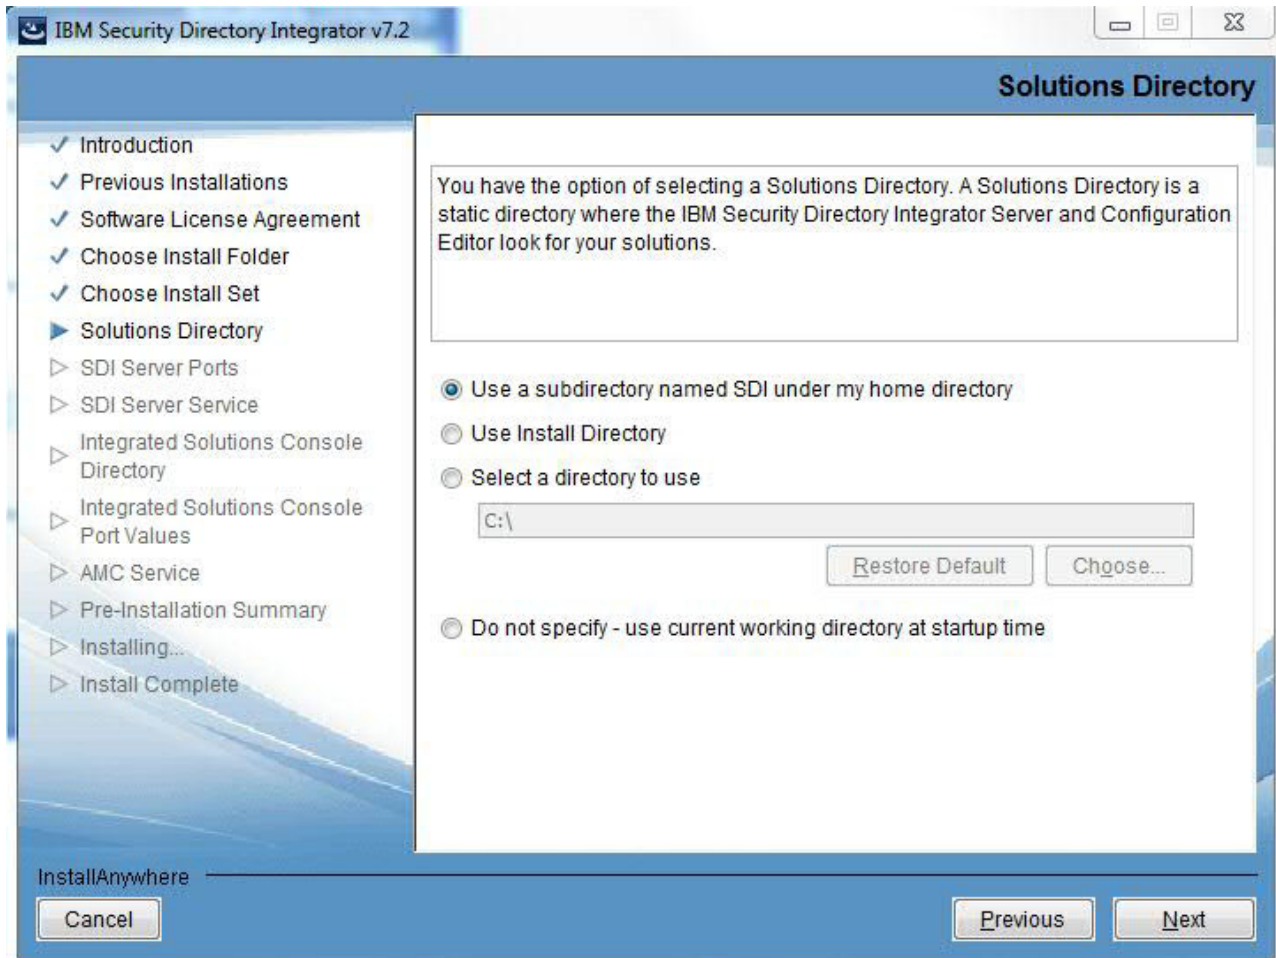 IBM Security Directory Integrator v7.2
Solutions Directory
Introduction
Previous Installations
Software License Agreement
Choose Install Folder
Choose Install Set
Solutions Directory
SDI Server Ports
SDI Server Service
Integrated Solutions Console
Directory
Integrated Solutions Console
Port Values
AMC Service
Pre-Installation Summary
Installing...
Install Complete
You have the option of selecting a Solutions Directory. A Solutions Directory is a
static directory where the IBM Security Directory Integrator Server and Configuration
Editor look for your solutions.
Use a subdirectory named SDI under my home directory
Use Install Directory
Select a directory to use
C:\
Restore Default
Choose...
Do not specify - use current working directory at startup time
InstallAnywhere
Cancel
Previous
Next